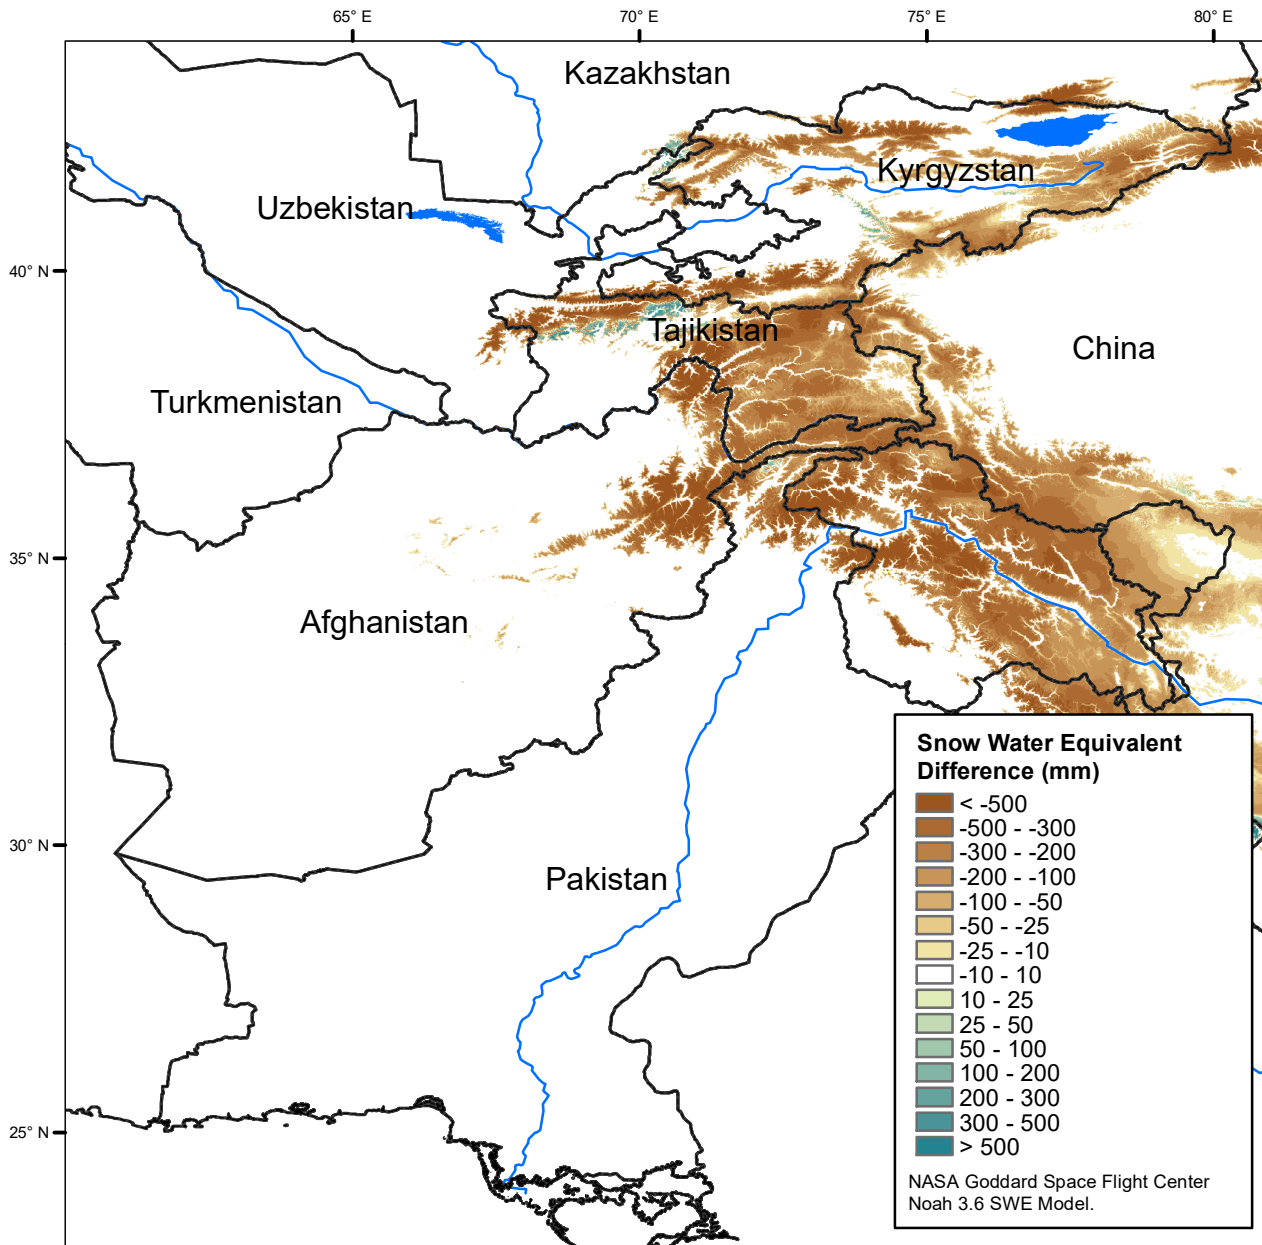 65° E
70° E
75° E
80° E
Kazakhstan
Kyrgyzstan
Uzbekistan
40° N
Tajikistan
China
Turkmenistan
35° N
Afghanistan
Snow Water Equivalent
Difference (mm)
< -500
-500 - -300
-300 - -200
-200 - -100
-100 - -50
-50 - -25
-25 - -10
-10 - 10
10 - 25
25 - 50
50 - 100
100 - 200
200 - 300
300 - 500
> 500
NASA Goddard Space Flight Center
Noah 3.6 SWE Model.
30° N
Pakistan
25° N